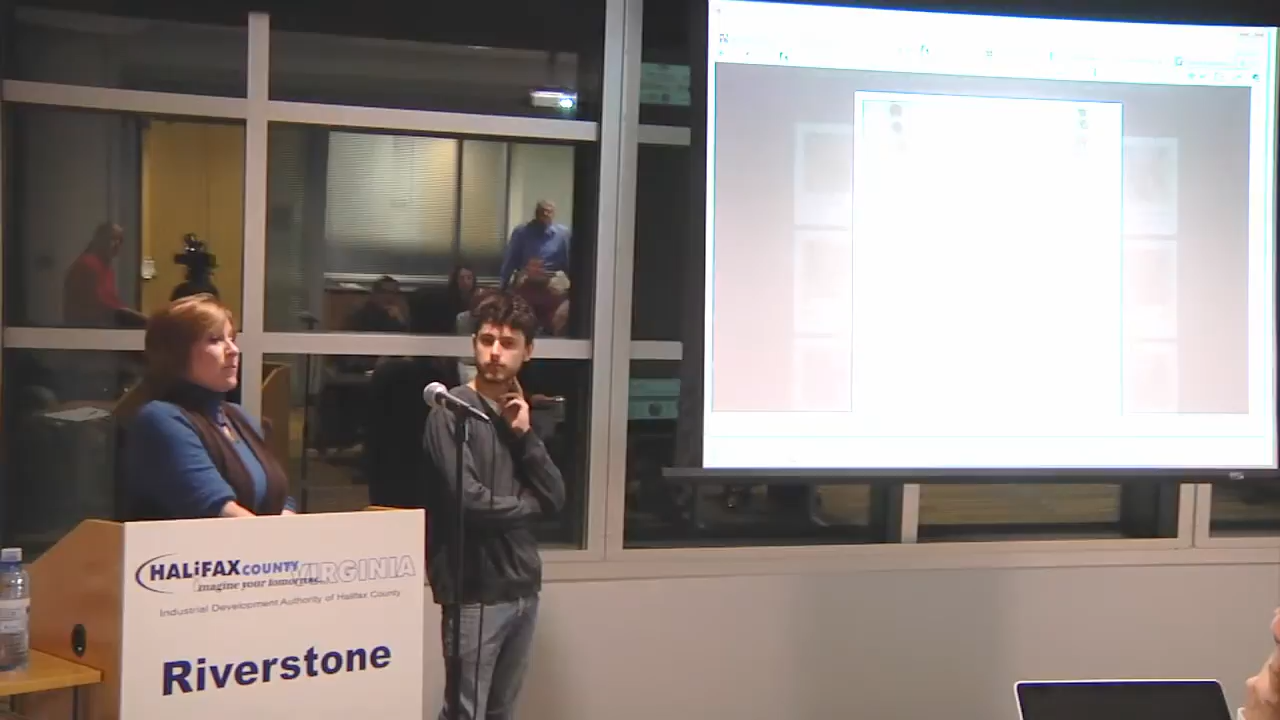 HALiFAX COUNTY VIRGINIA
imagine your tomorrow...
Industrial Development Authority of Halifax County
Riverstone